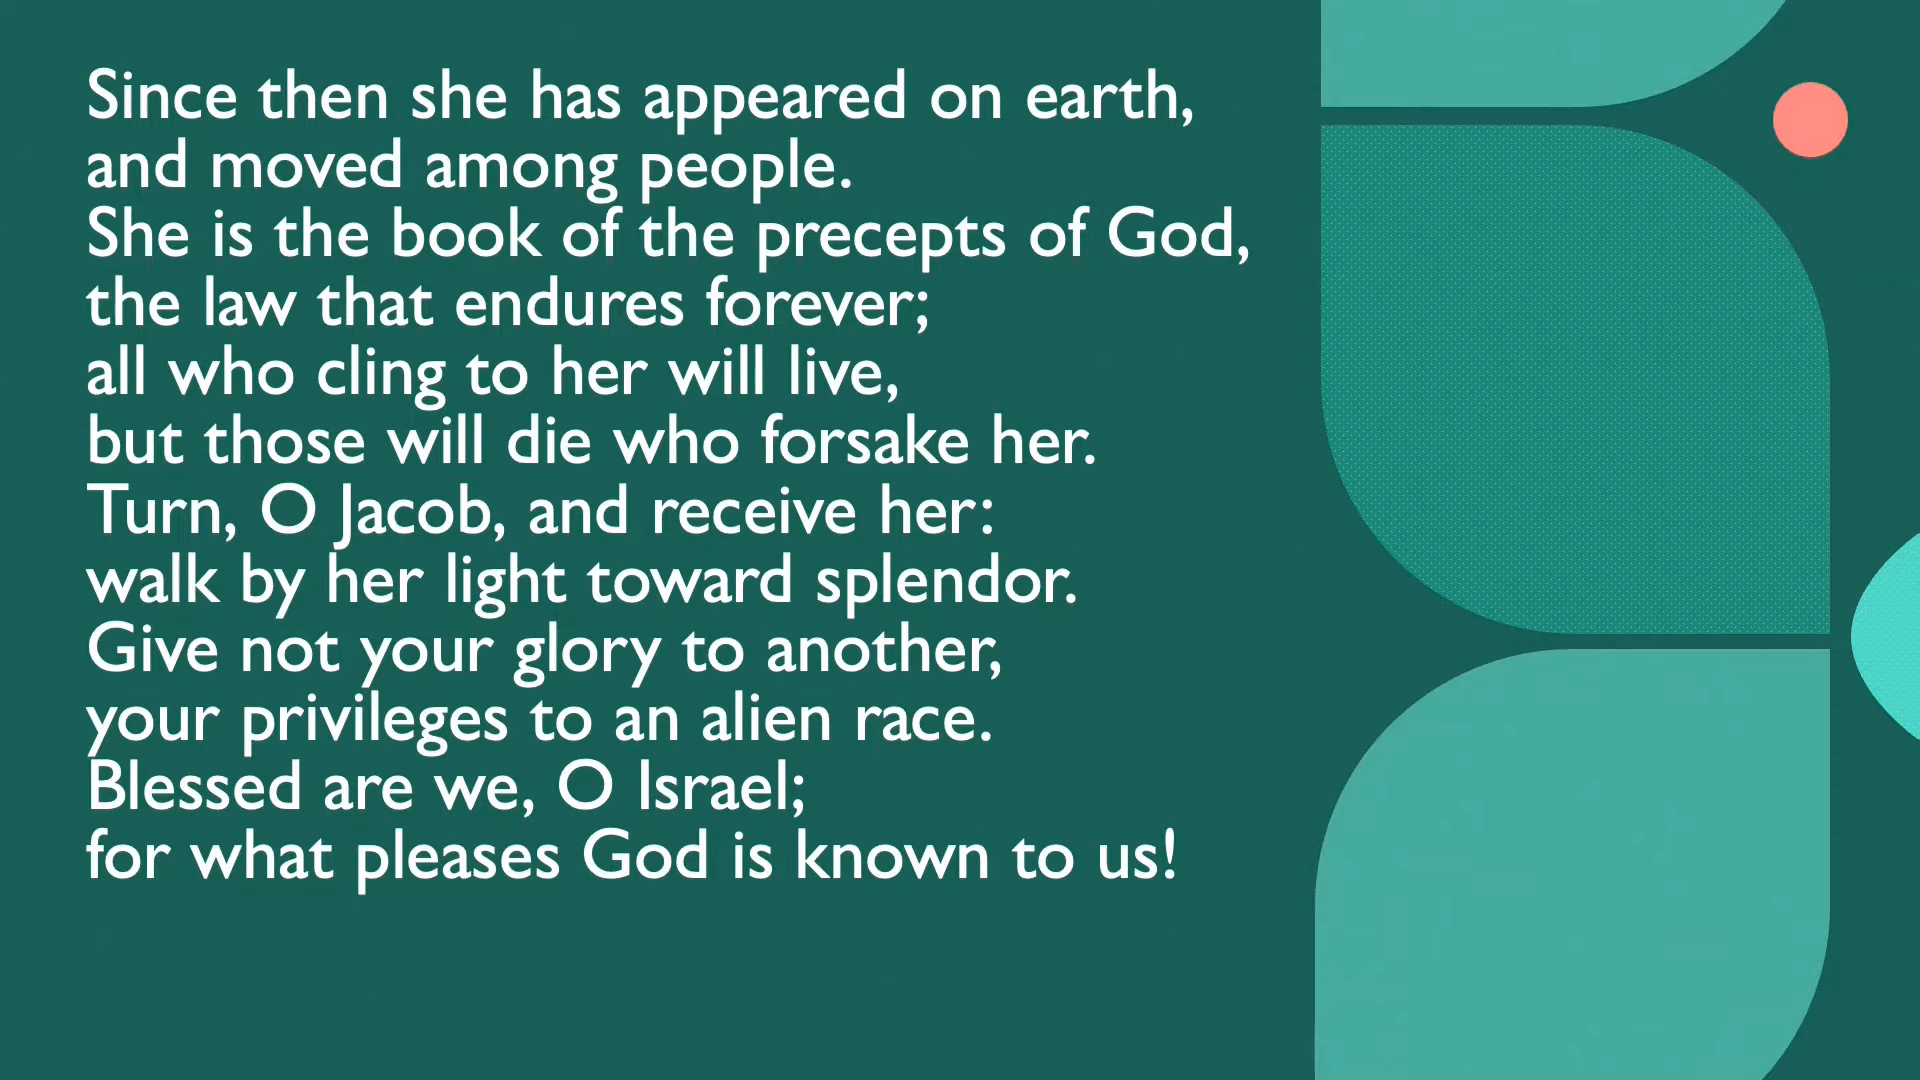 Since then she has appeared on earth,
and moved among people.
She is the book of the precepts of God,
the law that endures forever;
all who cling to her will live,
but those will die who forsake her.
Turn, O Jacob, and receive her:
walk by her light toward splendor.
Give not your glory to another,
your privileges to an alien race.
Blessed are we, O Israel;
for what pleases God is known to us!